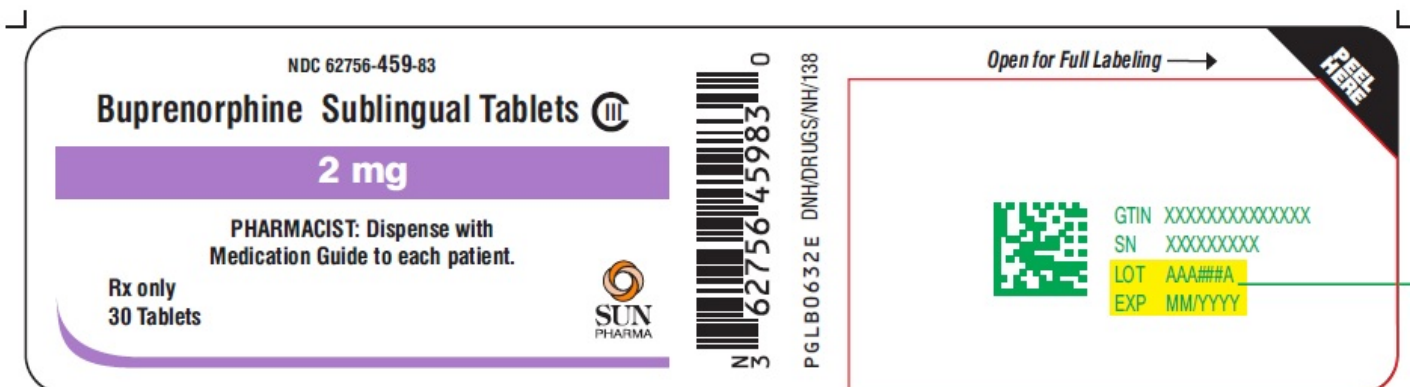 NDC 62756-459-83
Buprenorphine Sublingual Tablets CIII
2 mg
PHARMACIST: Dispense with
Medication Guide to each patient.
Rx only
30 Tablets
SUN
PHARMA
N
3 62756 45983 0
PGLB0632E DNH/DRUGS/NH/138
Open for Full Labeling
PEEL
HERE
GTIN XXXXXXXXXXXXXX
SN XXXXXXXXX
LOT AAA###A
EXP MM/YYYY